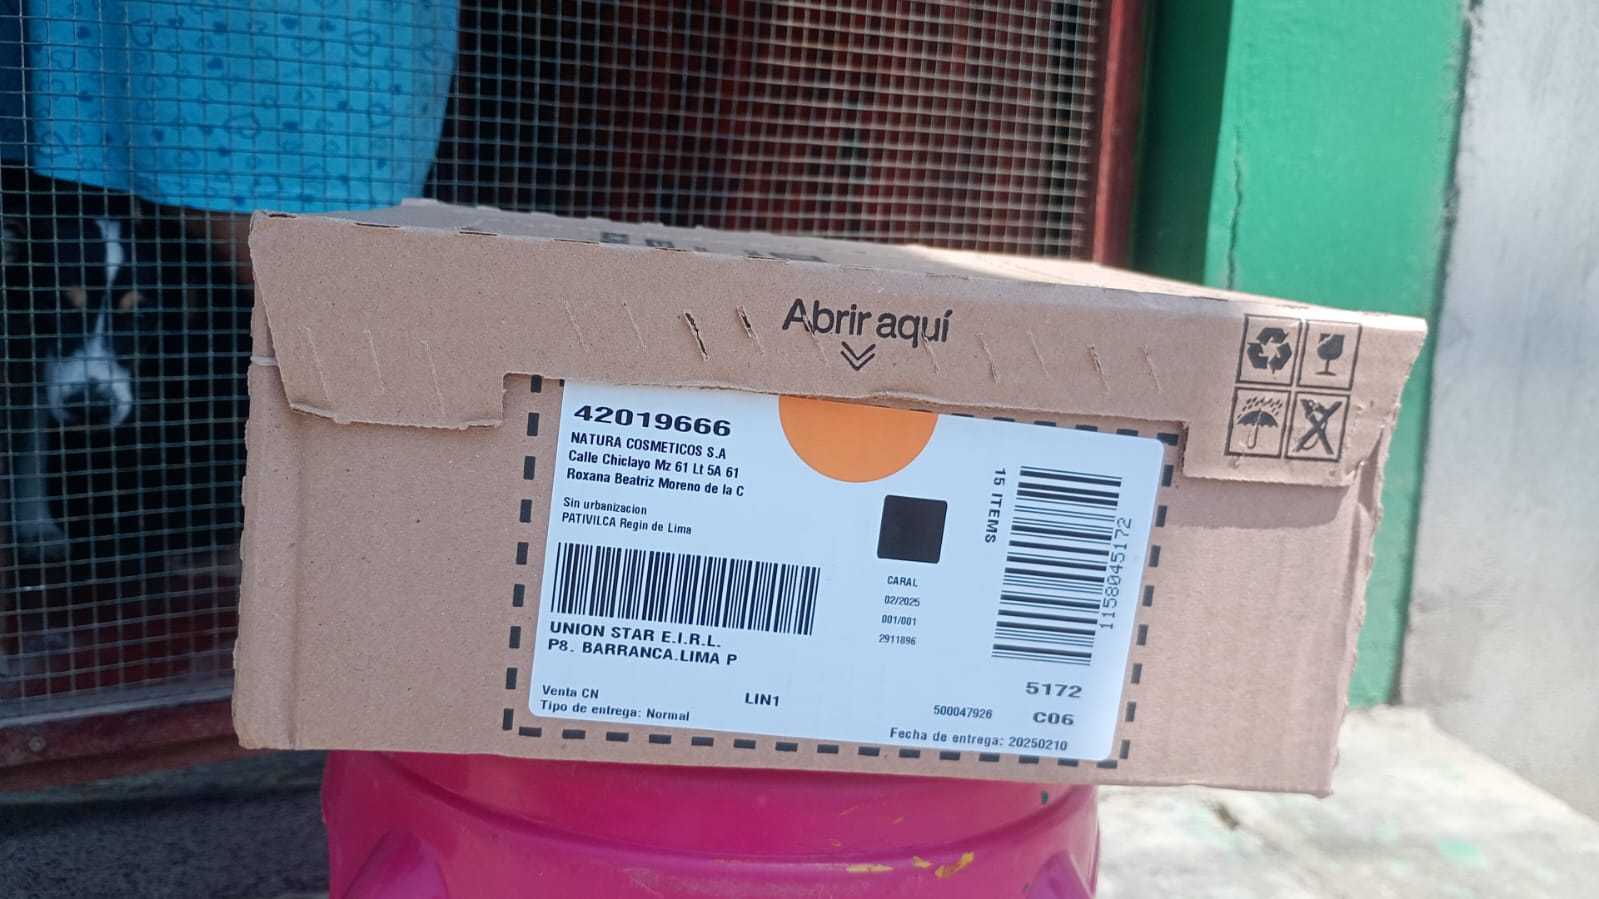 Abrir aquí
42019666
NATURA COSMETICOS S.A
Calle Chiclayo Mz 61 Lt 5A 61
Roxana Beatriz Moreno de la C
Sin urbanizacion
PATIVILCA Regin de Lima
UNION STAR E.I.R.L.
P8. BARRANCA.LIMA P
Venta CN
Tipo de entrega: Normal
LIN1
CARAL
02/2025
001/001
2911896
15 ITEMS
1158045172
5172
500047926
C06
Fecha de entrega: 20250210